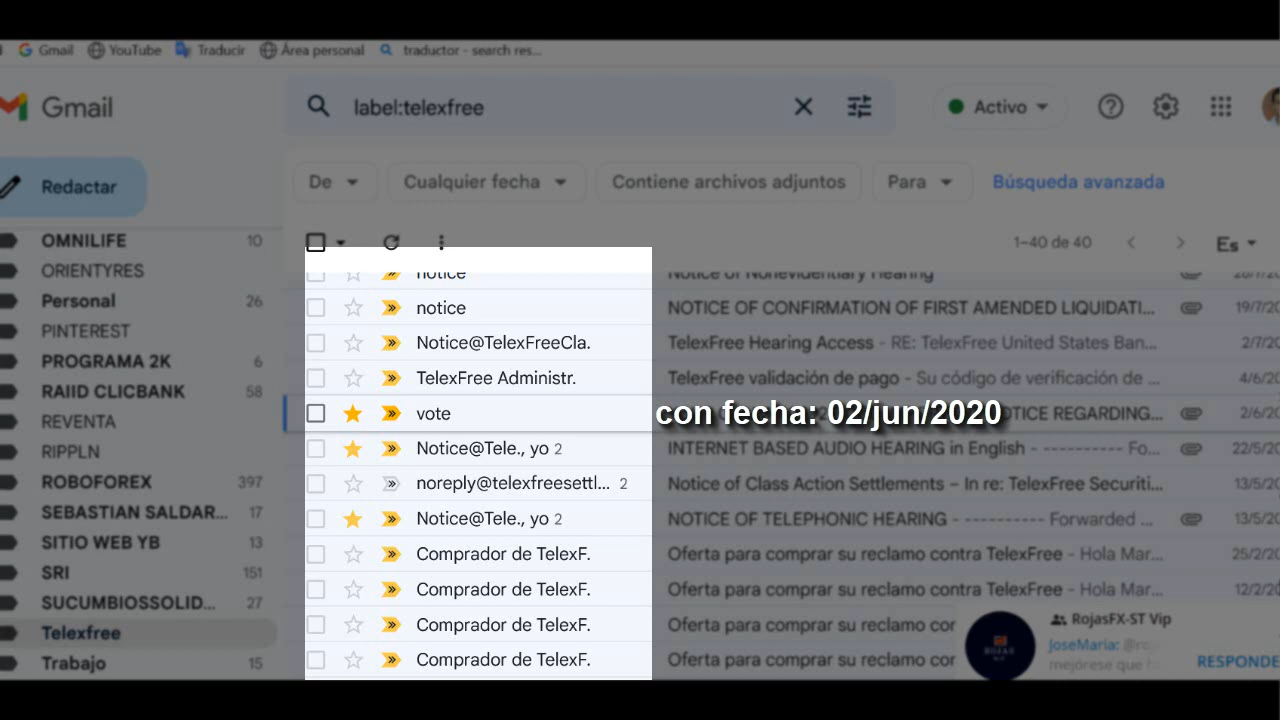 Gmail YouTube Traducir Área personal traductor - search res...
Gmail
label:telexfree
Activo
Redactar
De Cualquier fecha Contiene archivos adjuntos Para Búsqueda avanzada
1–40 de 40 Es
OMNILIFE 10
ORIENTYRES
Personal 26
PINTEREST
PROGRAMA 2K 6
RAIID CLICBANK 58
REVENTA
RIPPLN
ROBOFOREX 397
SEBASTIAN SALDAR... 17
SITIO WEB YB 13
SRI 151
SUCUMBIOSSOLID... 27
Telexfree
Trabajo 15
notice Notice of Nonevidentiary Hearing
notice NOTICE OF CONFIRMATION OF FIRST AMENDED LIQUIDATI... 19/7/20
Notice@TelexFreeCla. TelexFree Hearing Access - RE: TelexFree United States Ban... 2/7/20
TelexFree Administr. TelexFree validación de pago - Su código de verificación de ... 4/6/20
vote con fecha: 02/jun/2020 OTICE REGARDING... 2/6/20
Notice@Tele., yo 2 INTERNET BASED AUDIO HEARING in English - ---------- Fo... 22/5/20
noreply@telexfreesettl... 2 Notice of Class Action Settlements – In re: TelexFree Securiti... 13/5/20
Notice@Tele., yo 2 NOTICE OF TELEPHONIC HEARING - ---------- Forwarded ... 13/5/20
Comprador de TelexF. Oferta para comprar su reclamo contra TelexFree - Hola Mar... 25/2/20
Comprador de TelexF. Oferta para comprar su reclamo contra TelexFree - Hola Mar... 12/2/20
Comprador de TelexF. Oferta para comprar su reclamo cor
Comprador de TelexF. Oferta para comprar su reclamo cor
RojasFX-ST Vip
JoseMaria: @roj
mejórese que h
RESPONDE
ROJAS